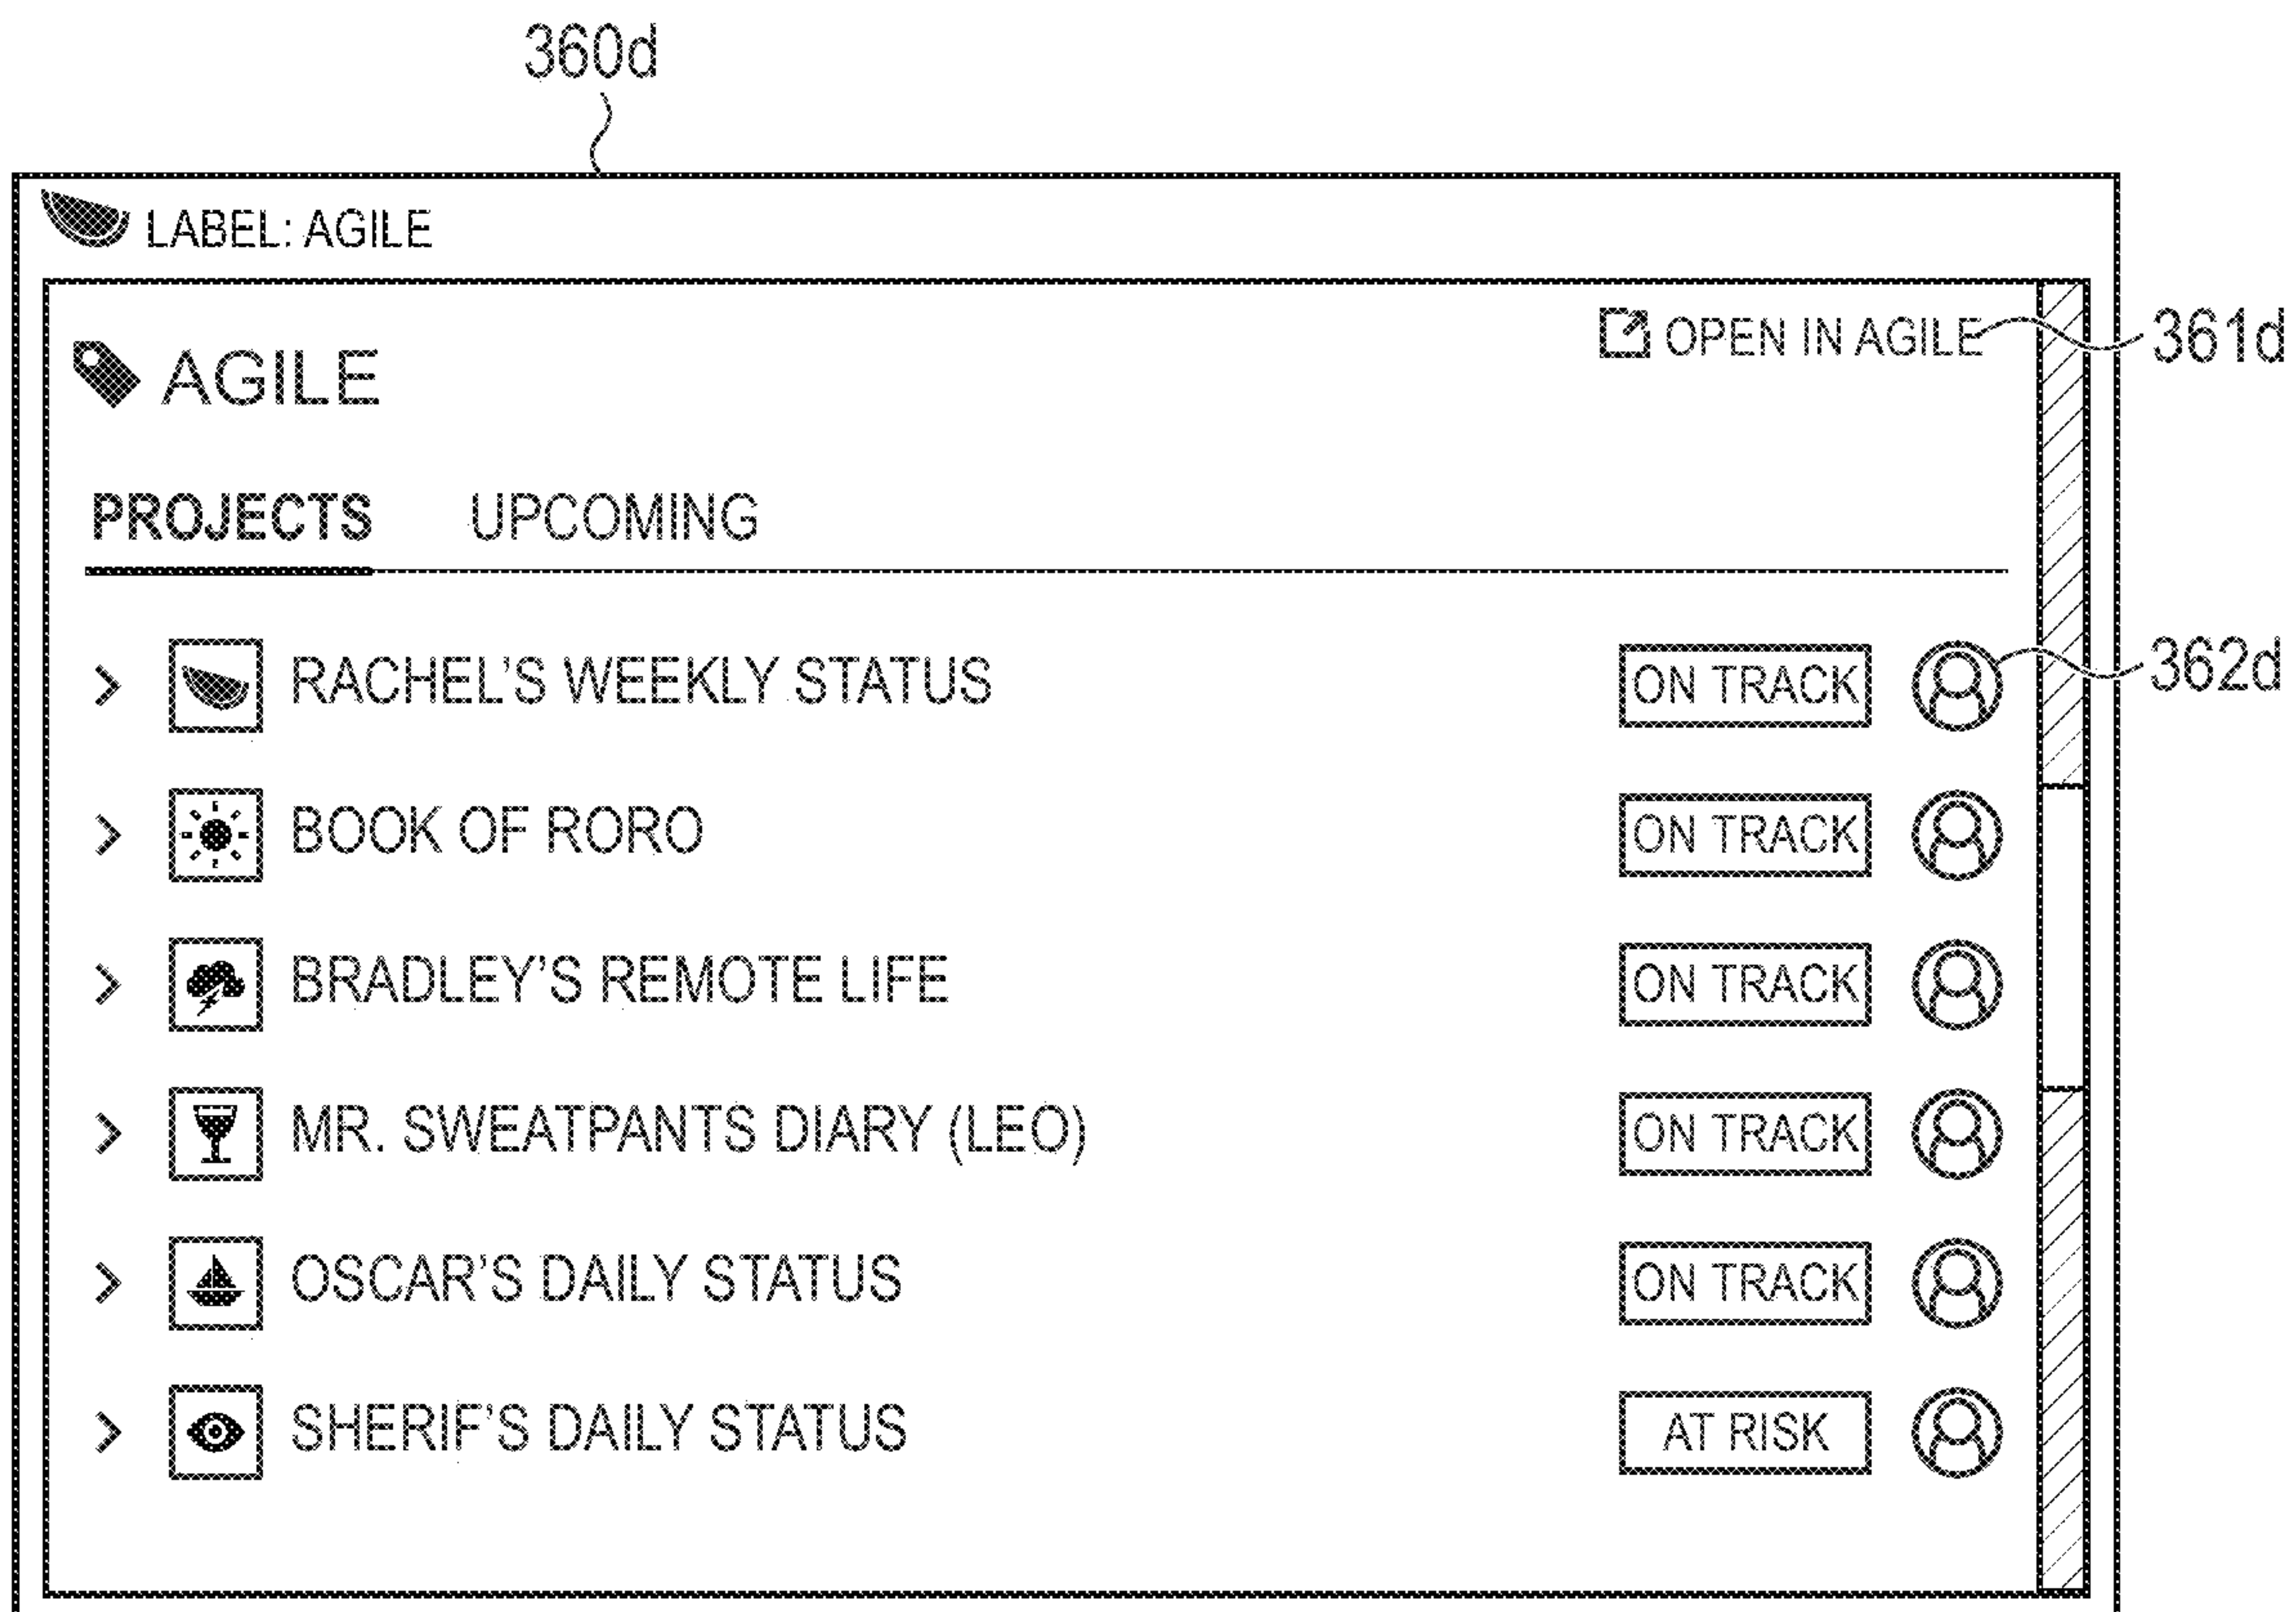 360d
LABEL: AGILE
OPEN IN AGILE 361d
AGILE
PROJECTS UPCOMING
RACHEL'S WEEKLY STATUS ON TRACK 362d
BOOK OF RORO ON TRACK
BRADLEY'S REMOTE LIFE ON TRACK
MR. SWEATPANTS DIARY (LEO) ON TRACK
OSCAR'S DAILY STATUS ON TRACK
SHERIF'S DAILY STATUS AT RISK